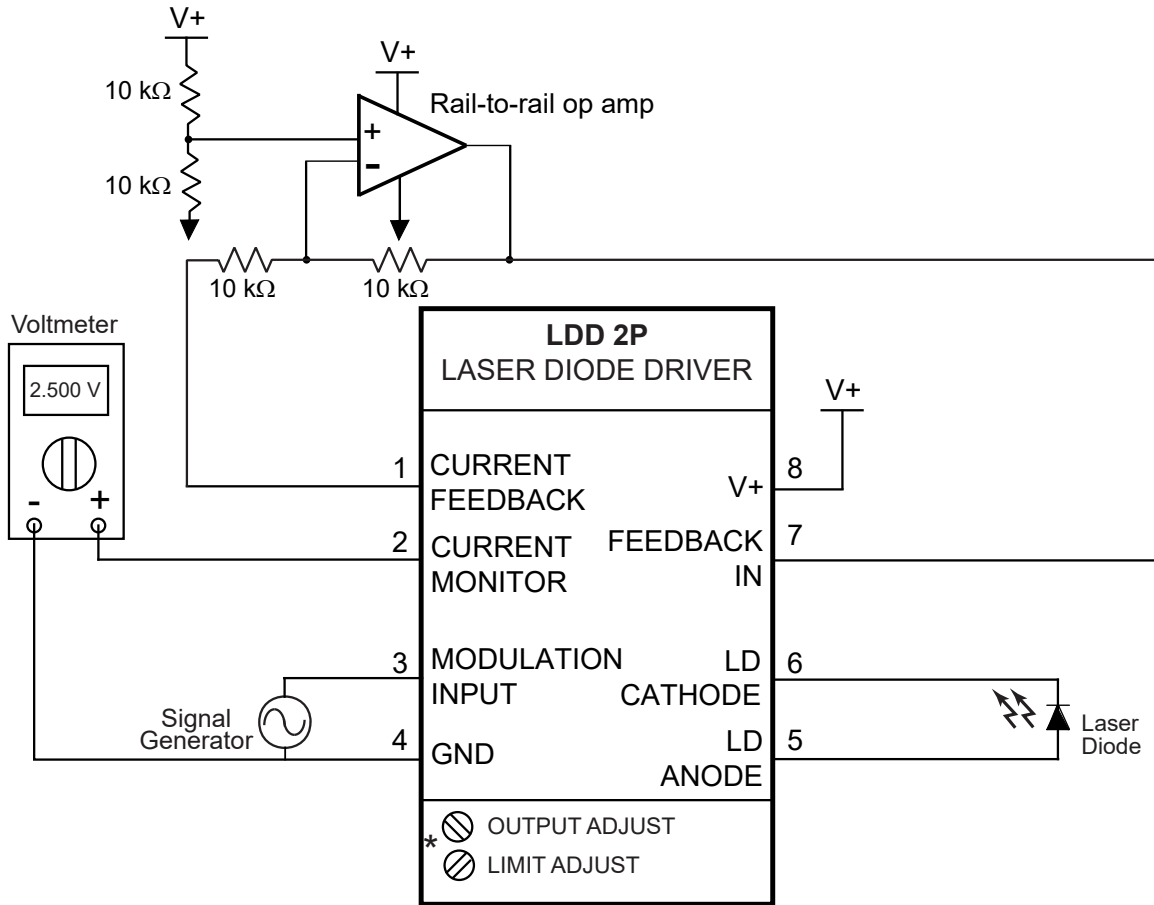 V+
V+
10 kΩ
Rail-to-rail op amp
+
-
10 kΩ
10 kΩ
10 kΩ
Voltmeter
2.500 V
- +
LDD 2P
LASER DIODE DRIVER
V+
1
CURRENT
FEEDBACK
8
V+
2
CURRENT
MONITOR
7
FEEDBACK
IN
3
MODULATION
INPUT
6
LD
CATHODE
Signal
Generator
4
GND
5
LD
ANODE
Laser
Diode
*
OUTPUT ADJUST
LIMIT ADJUST